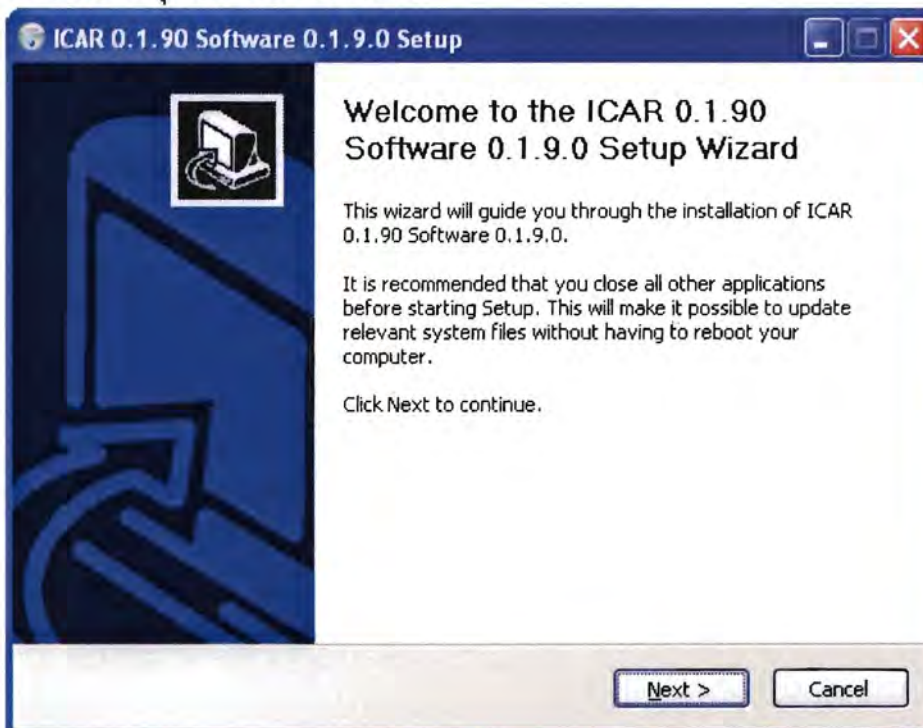 ICAR 0.1.90 Software 0.1.9.0 Setup
Welcome to the ICAR 0.1.90
Software 0.1.9.0 Setup Wizard
This wizard will guide you through the installation of ICAR
0.1.90 Software 0.1.9.0.
It is recommended that you close all other applications
before starting Setup. This will make it possible to update
relevant system files without having to reboot your
computer.
Click Next to continue.
Next >
Cancel